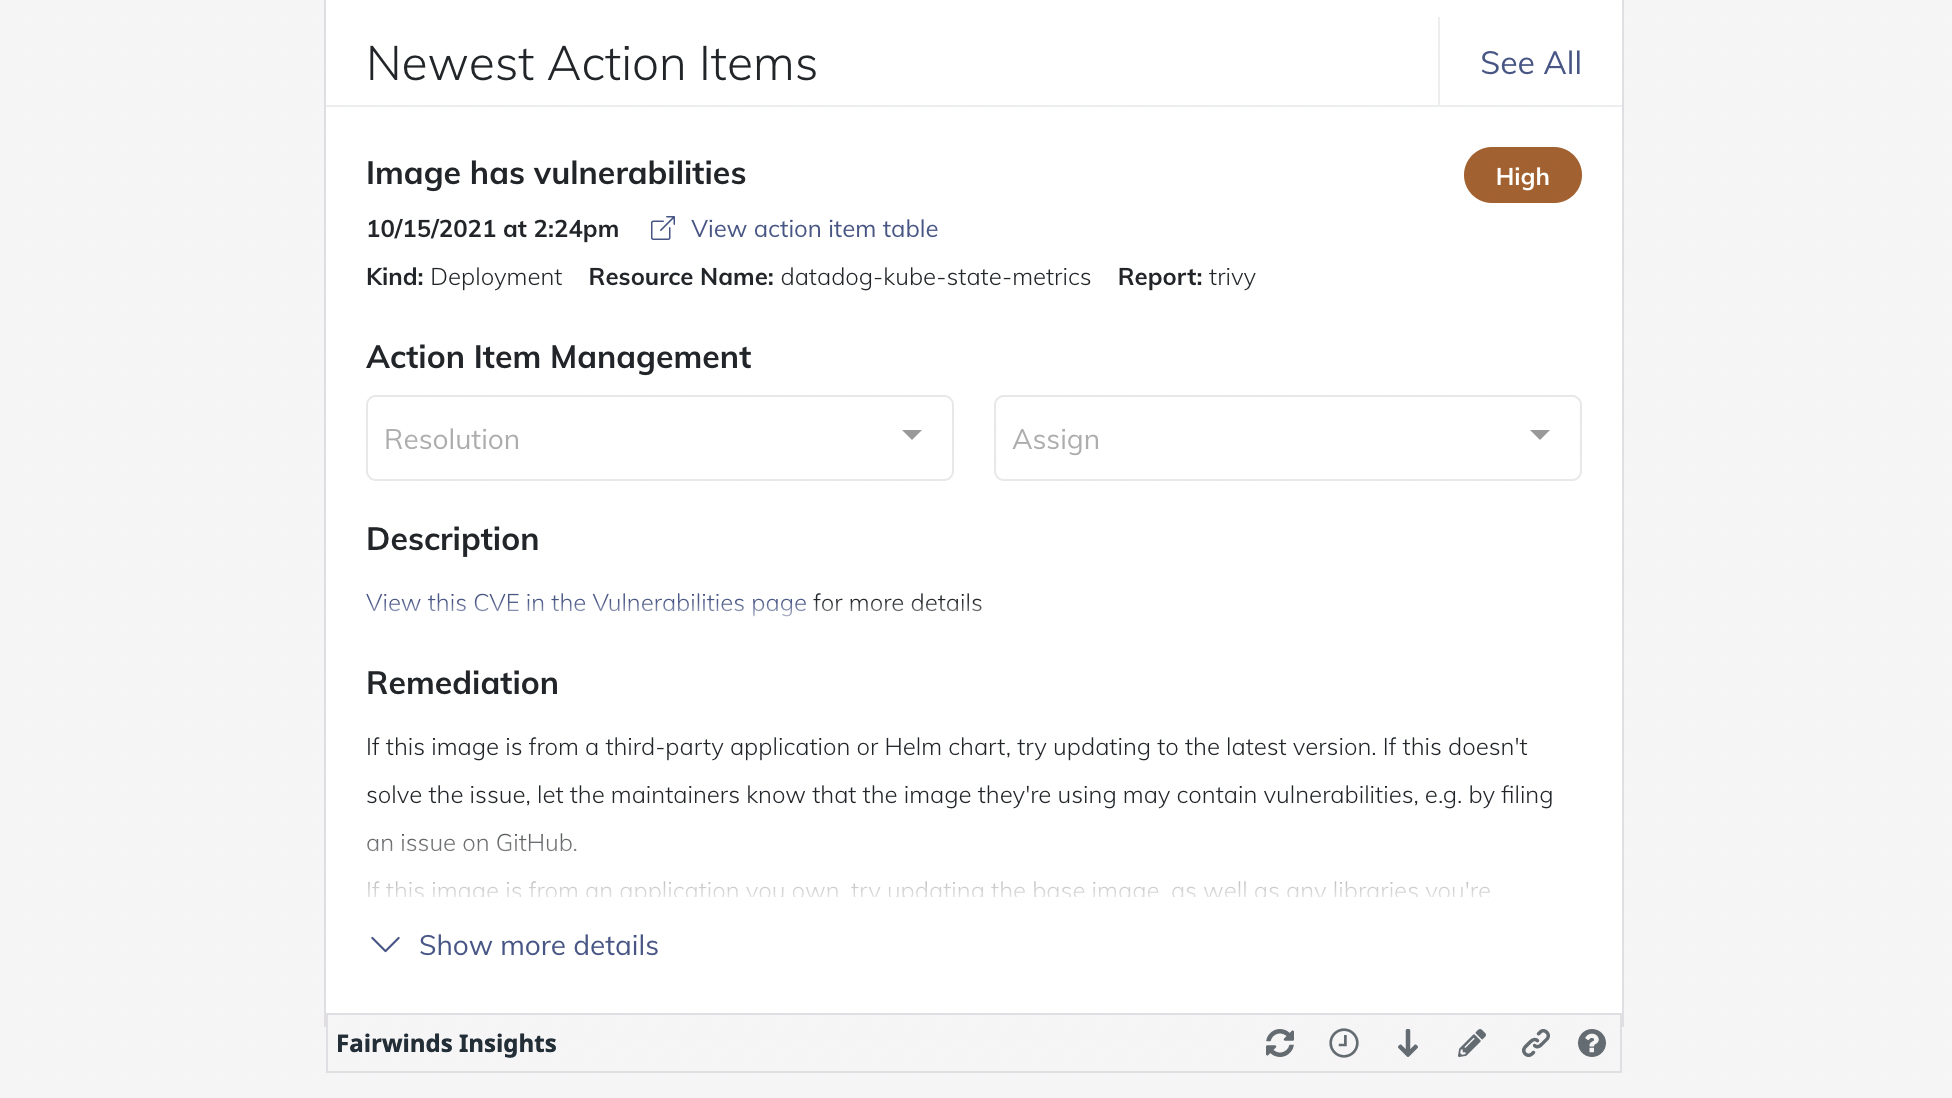 Newest Action Items
See All
Image has vulnerabilities
High
10/15/2021 at 2:24pm View action item table
Kind: Deployment Resource Name: datadog-kube-state-metrics Report: trivy
Action Item Management
Resolution
Assign
Description
View this CVE in the Vulnerabilities page for more details
Remediation
If this image is from a third-party application or Helm chart, try updating to the latest version. If this doesn't
solve the issue, let the maintainers know that the image they're using may contain vulnerabilities, e.g. by filing
an issue on GitHub.
If this image is from an application you own, try updating the base image, as well as any libraries you're
Show more details
Fairwinds Insights